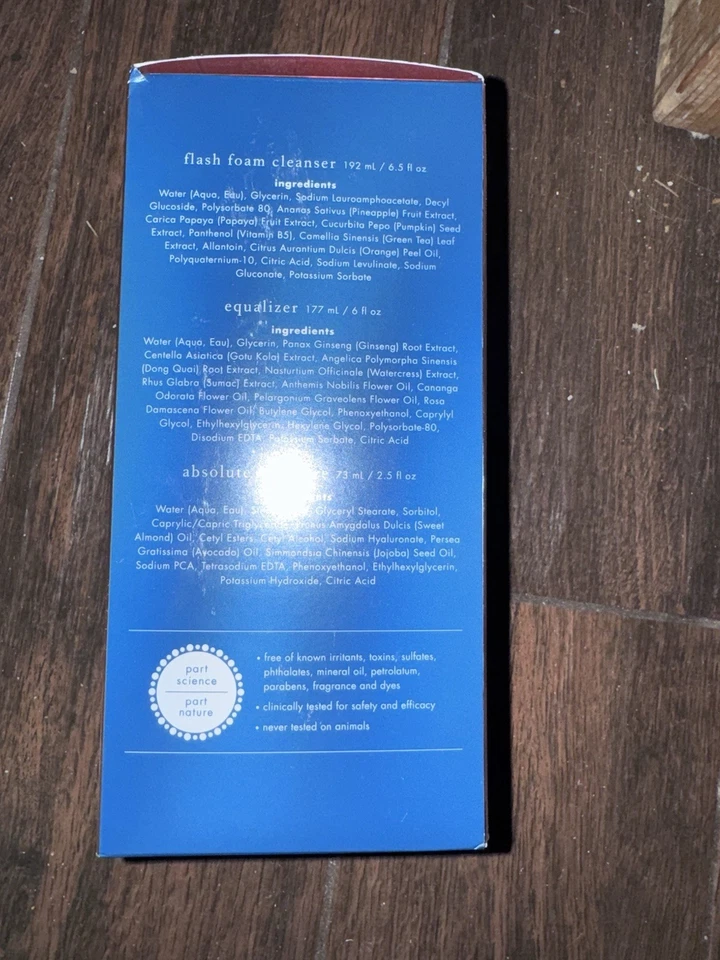 flash foam cleanser 192 mL / 6.5 fl oz
ingredients
Water (Aqua, Eau), Glycerin, Sodium Lauroamphoacetate, Decyl
Glucoside, Polysorbate 80, Ananas Sativus (Pineapple) Fruit Extract,
Carica Papaya (Papaya) Fruit Extract, Cucurbita Pepo (Pumpkin) Seed
Extract, Panthenol (Vitamin B5), Camellia Sinensis (Green Tea) Leaf
Extract, Allantoin, Citrus Aurantium Dulcis (Orange) Peel Oil,
Polyquaternium-10, Citric Acid, Sodium Levulinate, Sodium
Gluconate, Potassium Sorbate
equalizer 177 mL / 6 fl oz
ingredients
Water (Aqua, Eau), Glycerin, Panax Ginseng (Ginseng) Root Extract,
Centella Asiatica (Gotu Kola) Extract, Angelica Polymorpha Sinensis
(Dong Quai) Root Extract, Nasturtium Officinale (Watercress) Extract,
Rhus Glabra (Sumac) Extract, Anthemis Nobilis Flower Oil, Cananga
Odorata Flower Oil, Pelargonium Graveolens Flower Oil, Rosa
Damascena Flower Oil, Butylene Glycol, Phenoxyethanol, Caprylyl
Glycol, Ethylhexylglycerin, Hexylene Glycol, Polysorbate-80,
Disodium EDTA, Potassium Sorbate, Citric Acid
absolute 73 mL / 2.5 fl oz
Water (Aqua, Eau), Glyceryl Stearate, Sorbitol,
Caprylic/Capric Amygdalus Dulcis (Sweet
Almond) Oil, Cetyl Esters, Cetyl Alcohol, Sodium Hyaluronate, Persea
Gratissima (Avocado) Oil, Simmondsia Chinensis (Jojoba) Seed Oil,
Sodium PCA, Tetrasodium EDTA, Phenoxyethanol, Ethylhexylglycerin,
Potassium Hydroxide, Citric Acid
part
science
part
nature
• free of known irritants, toxins, sulfates,
phthalates, mineral oil, petrolatum,
parabens, fragrance and dyes
• clinically tested for safety and efficacy
• never tested on animals